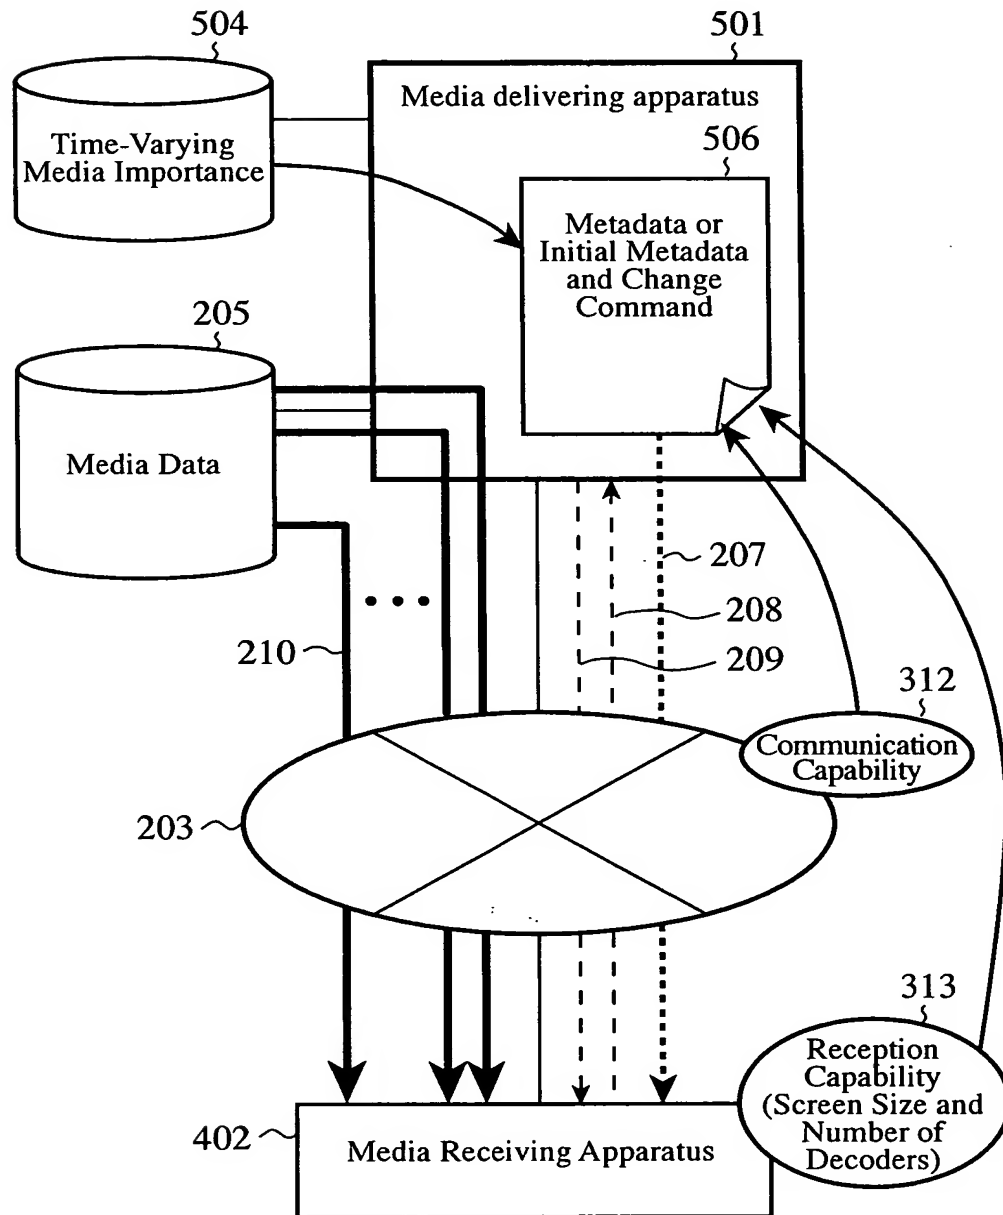 504
501
Time-Varying
Media Importance
Media delivering apparatus
506
Metadata or
Initial Metadata
and Change
Command
205
Media Data
207
208
209
210
312
Communication
Capability
203
313
Reception
Capability
(Screen Size and
Number of
Decoders)
402
Media Receiving Apparatus